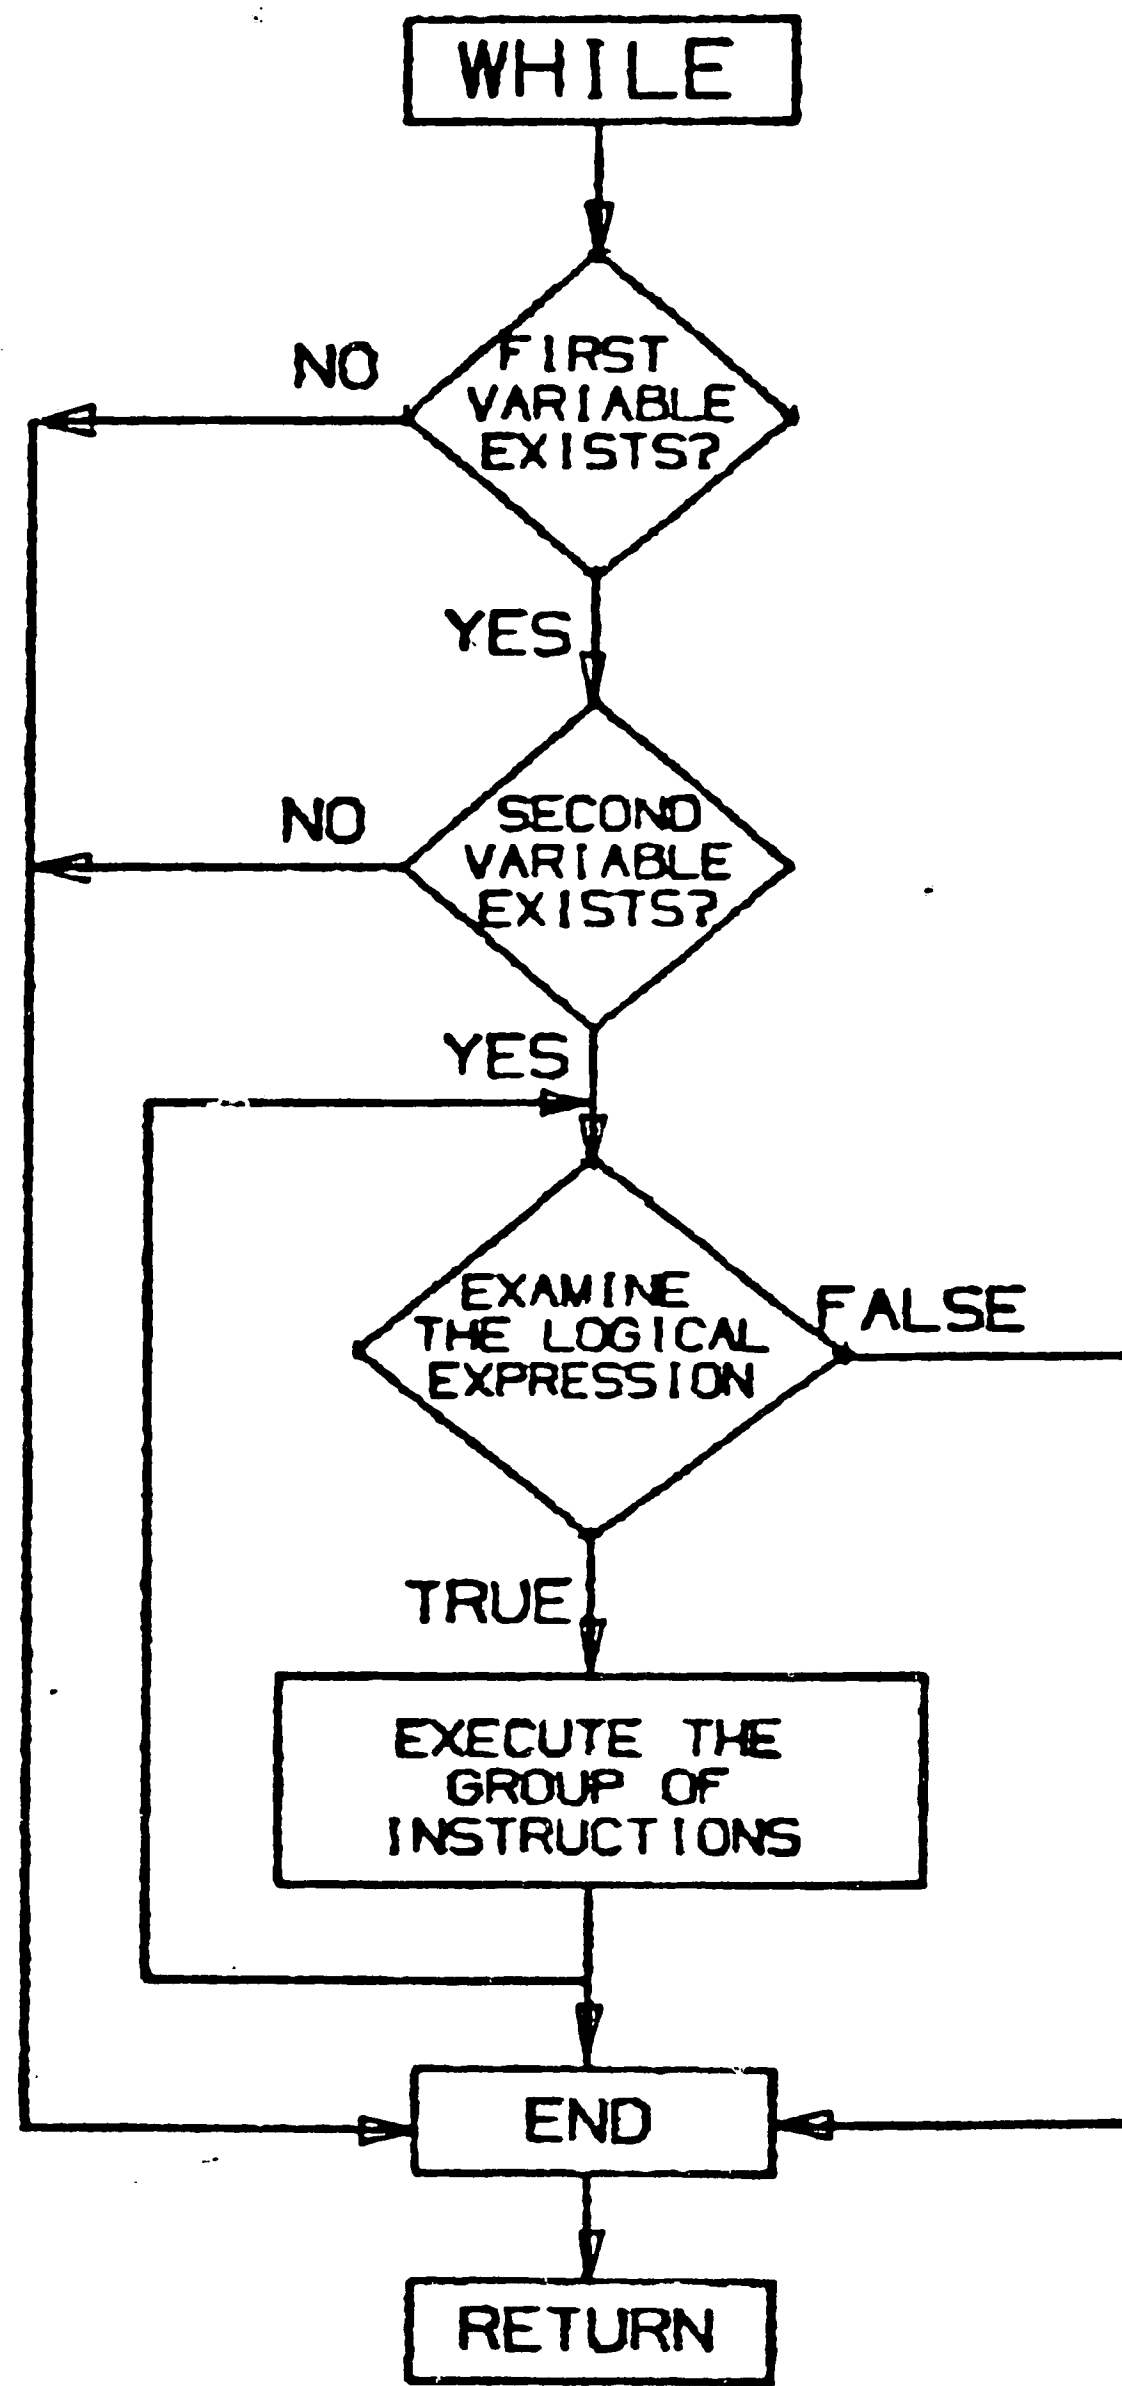 WHILE
NO
FIRST
VARIABLE
EXISTS?
YES
NO
SECOND
VARIABLE
EXISTS?
YES
EXAMINE
THE LOGICAL
EXPRESSION
FALSE
TRUE
EXECUTE THE
GROUP OF
INSTRUCTIONS
END
RETURN